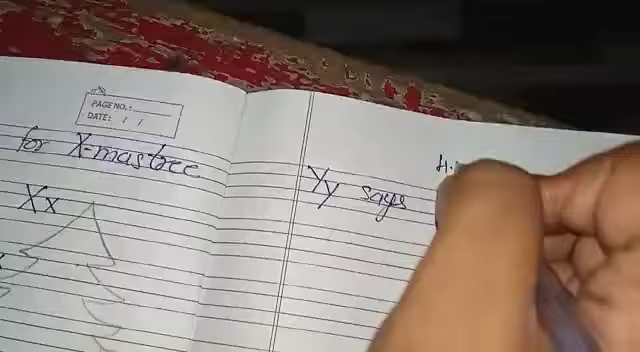 PAGE NO.:
DATE: / /
for X-mas tree
Xx
H.
Yy says